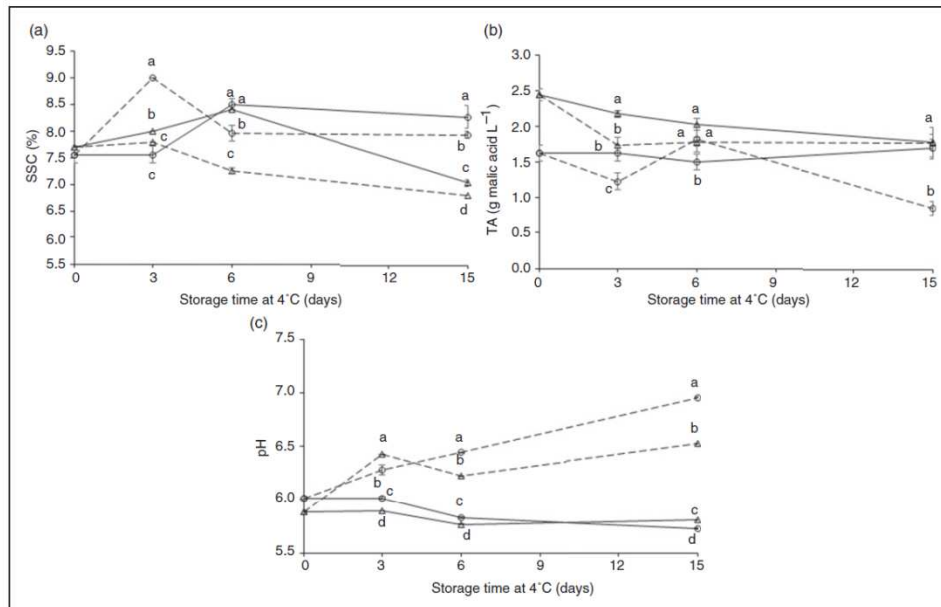 (a)
9.5
9.0
8.5
8.0
7.5
7.0
6.5
6.0
5.5
SSC (%)
a
b
c
c
a
a
b
c
a
b
c
d
0
3
6
9
12
15
Storage time at 4˚C (days)
(b)
3.0
2.5
2.0
1.5
1.0
0.5
0.0
TA (g malic acid L⁻¹)
a
b
b
c
a
a
a
b
a
b
0
3
6
9
12
15
Storage time at 4˚C (days)
(c)
7.0
6.5
6.0
5.5
pH
a
b
c
d
a
b
c
d
a
b
c
d
0
3
6
9
12
15
Storage time at 4˚C (days)